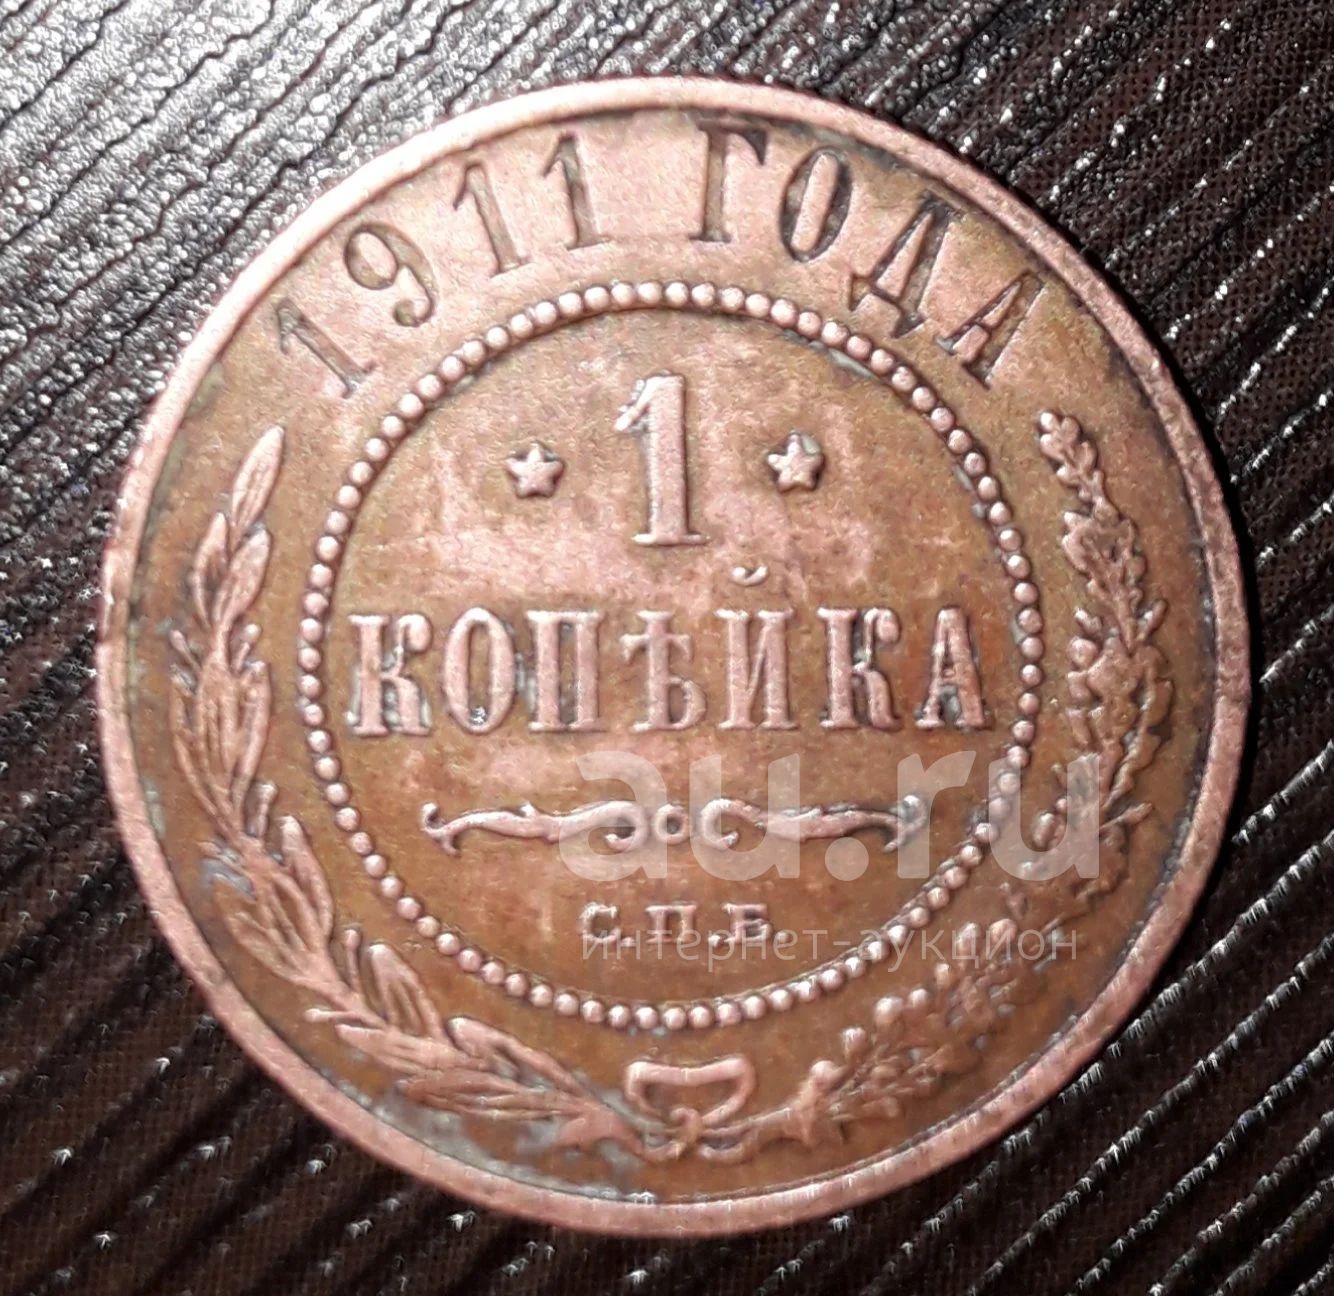 1911 ГОДА
1
КОПѢЙКА
С.П.Б.
au.ru
интернет-аукцион